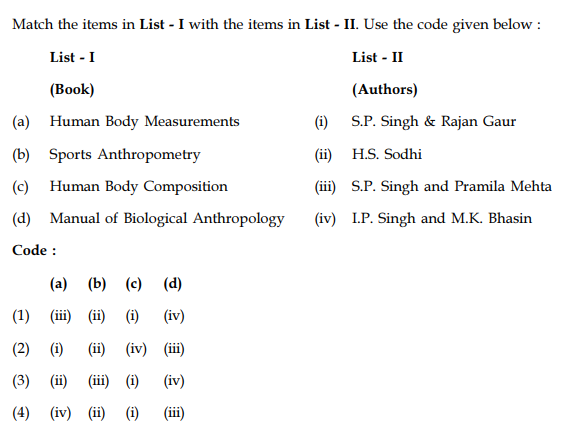 Match the items in List - I with the items in List - II. Use the code given below :
List - I List - II
(Book) (Authors)
(a) Human Body Measurements (i) S.P. Singh & Rajan Gaur
(b) Sports Anthropometry (ii) H.S. Sodhi
(c) Human Body Composition (iii) S.P. Singh and Pramila Mehta
(d) Manual of Biological Anthropology (iv) I.P. Singh and M.K. Bhasin
Code :
(a) (b) (c) (d)
(1) (iii) (ii) (i) (iv)
(2) (i) (ii) (iv) (iii)
(3) (ii) (iii) (i) (iv)
(4) (iv) (ii) (i) (iii)